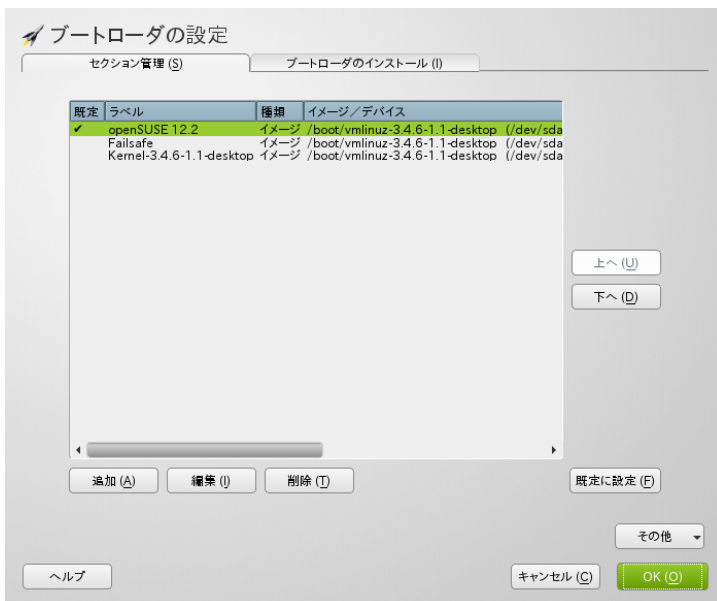 ブートローダの設定
セクション管理 (S) ブートローダのインストール (I)
既定 ラベル 種類 イメージ／デバイス
✔ openSUSE 12.2 イメージ /boot/vmlinuz-3.4.6-1.1-desktop (/dev/sda
Failsafe イメージ /boot/vmlinuz-3.4.6-1.1-desktop (/dev/sda
Kernel-3.4.6-1.1-desktop イメージ /boot/vmlinuz-3.4.6-1.1-desktop (/dev/sda
上へ (U)
下へ (D)
追加 (A) 編集 (I) 削除 (T) 既定に設定 (F)
その他
ヘルプ キャンセル (C) OK (O)